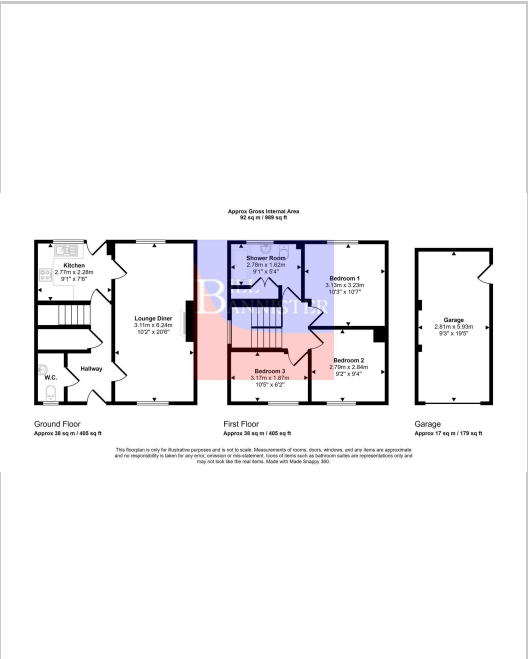 Approx Gross Internal Area
92 sq m / 989 sq ft
Kitchen
2.77m x 2.28m
9'1" x 7'6"
Lounge Diner
3.11m x 6.24m
10'2" x 20'6"
W.C.
Hallway
Ground Floor
Approx 38 sq m / 405 sq ft
Shower Room
2.78m x 1.62m
9'1" x 5'4"
Bedroom 1
3.13m x 3.23m
10'3" x 10'7"
BANNISTER
Bedroom 3
3.17m x 1.87m
10'5" x 6'2"
Bedroom 2
2.79m x 2.84m
9'2" x 9'4"
First Floor
Approx 38 sq m / 405 sq ft
Garage
2.81m x 5.93m
9'3" x 19'5"
Garage
Approx 17 sq m / 179 sq ft
This floorplan is only for illustrative purposes and is not to scale. Measurements of rooms, doors, windows, and any items are approximate
and no responsibility is taken for any error, omission or mis-statement. Icons of items such as bathroom suites are representations only and
may not look like the real items. Made with Made Snappy 360.